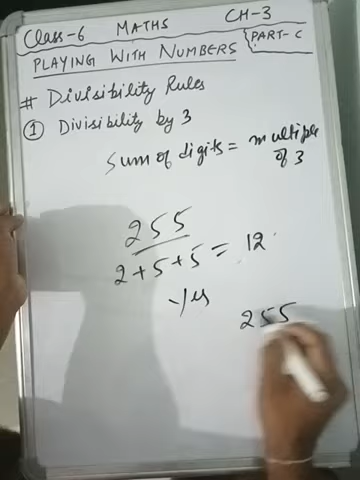 Class-6 MATHS CH-3
PLAYING WITH NUMBERS PART-C
# Divisibility Rules
① Divisibility by 3
Sum of digits = multiple of 3
255
2+5+5 = 12
Yes
255